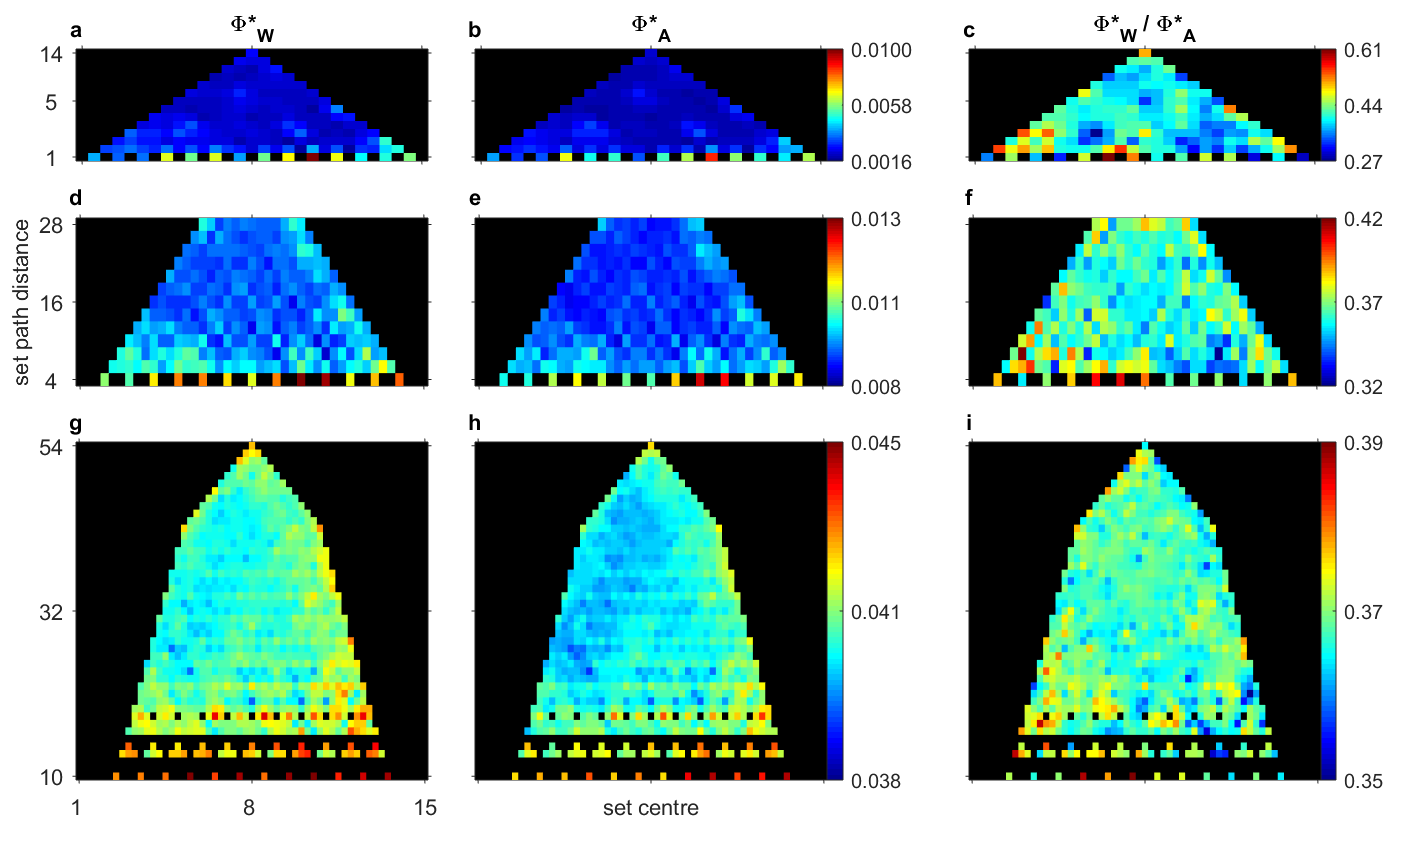 a Φ*W
b Φ*A
c Φ*W / Φ*A
14
5
1
0.0100
0.0058
0.0016
0.61
0.44
0.27
d
e
f
set path distance
28
16
4
0.013
0.011
0.008
0.42
0.37
0.32
g
h
i
54
32
10
0.045
0.041
0.038
0.39
0.37
0.35
1 8 15
set centre